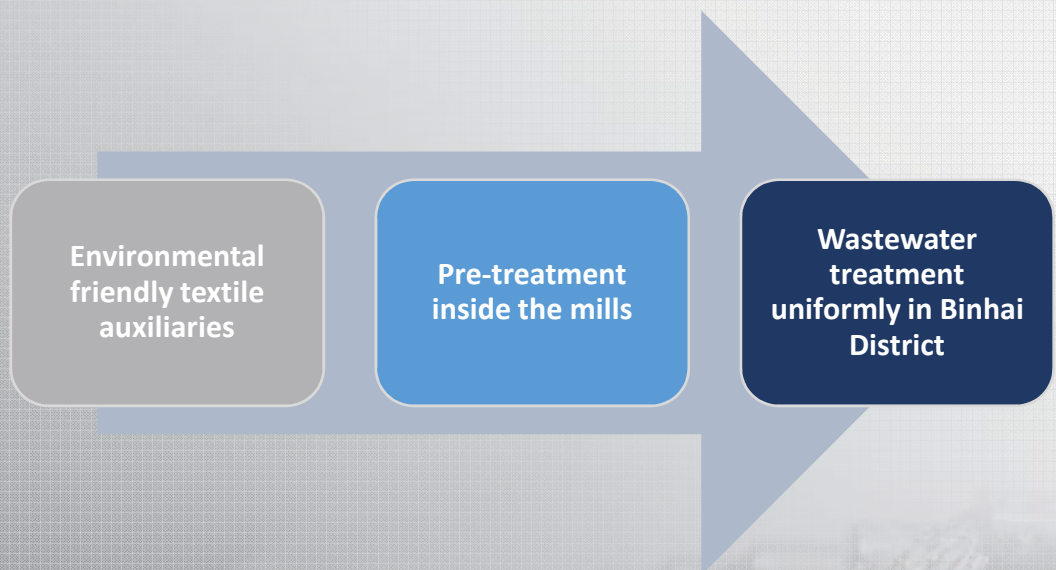 Environmental
friendly textile
auxiliaries
Pre-treatment
inside the mills
Wastewater
treatment
uniformly in Binhai
District